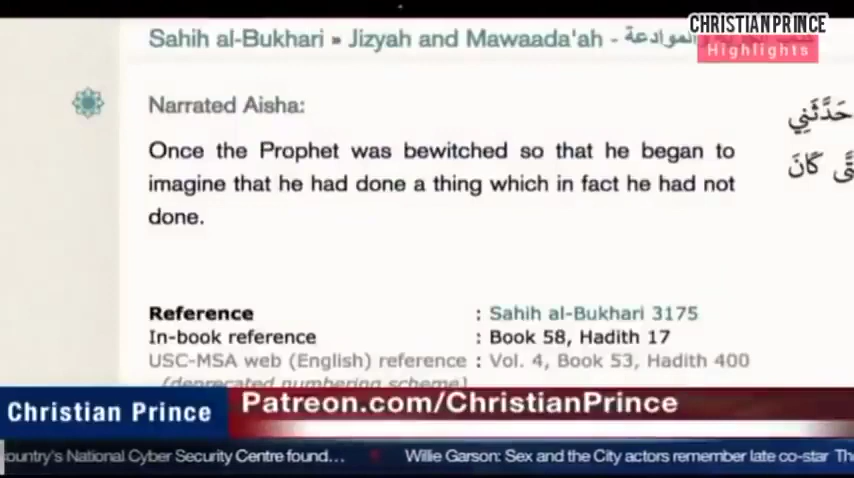 CHRISTIAN PRINCE
Highlights
Sahih al-Bukhari » Jizyah and Mawaada'ah -
Narrated Aisha:
حَدَّثَنِي
Once the Prophet was bewitched so that he began to
imagine that he had done a thing which in fact he had not
كَانَ
done.
Reference : Sahih al-Bukhari 3175
In-book reference : Book 58, Hadith 17
USC-MSA web (English) reference : Vol. 4, Book 53, Hadith 400
(deprecated numbering scheme)
Christian Prince
Patreon.com/ChristianPrince
ountry's National Cyber Security Centre found...
Willie Garson: Sex and the City actors remember late co-star